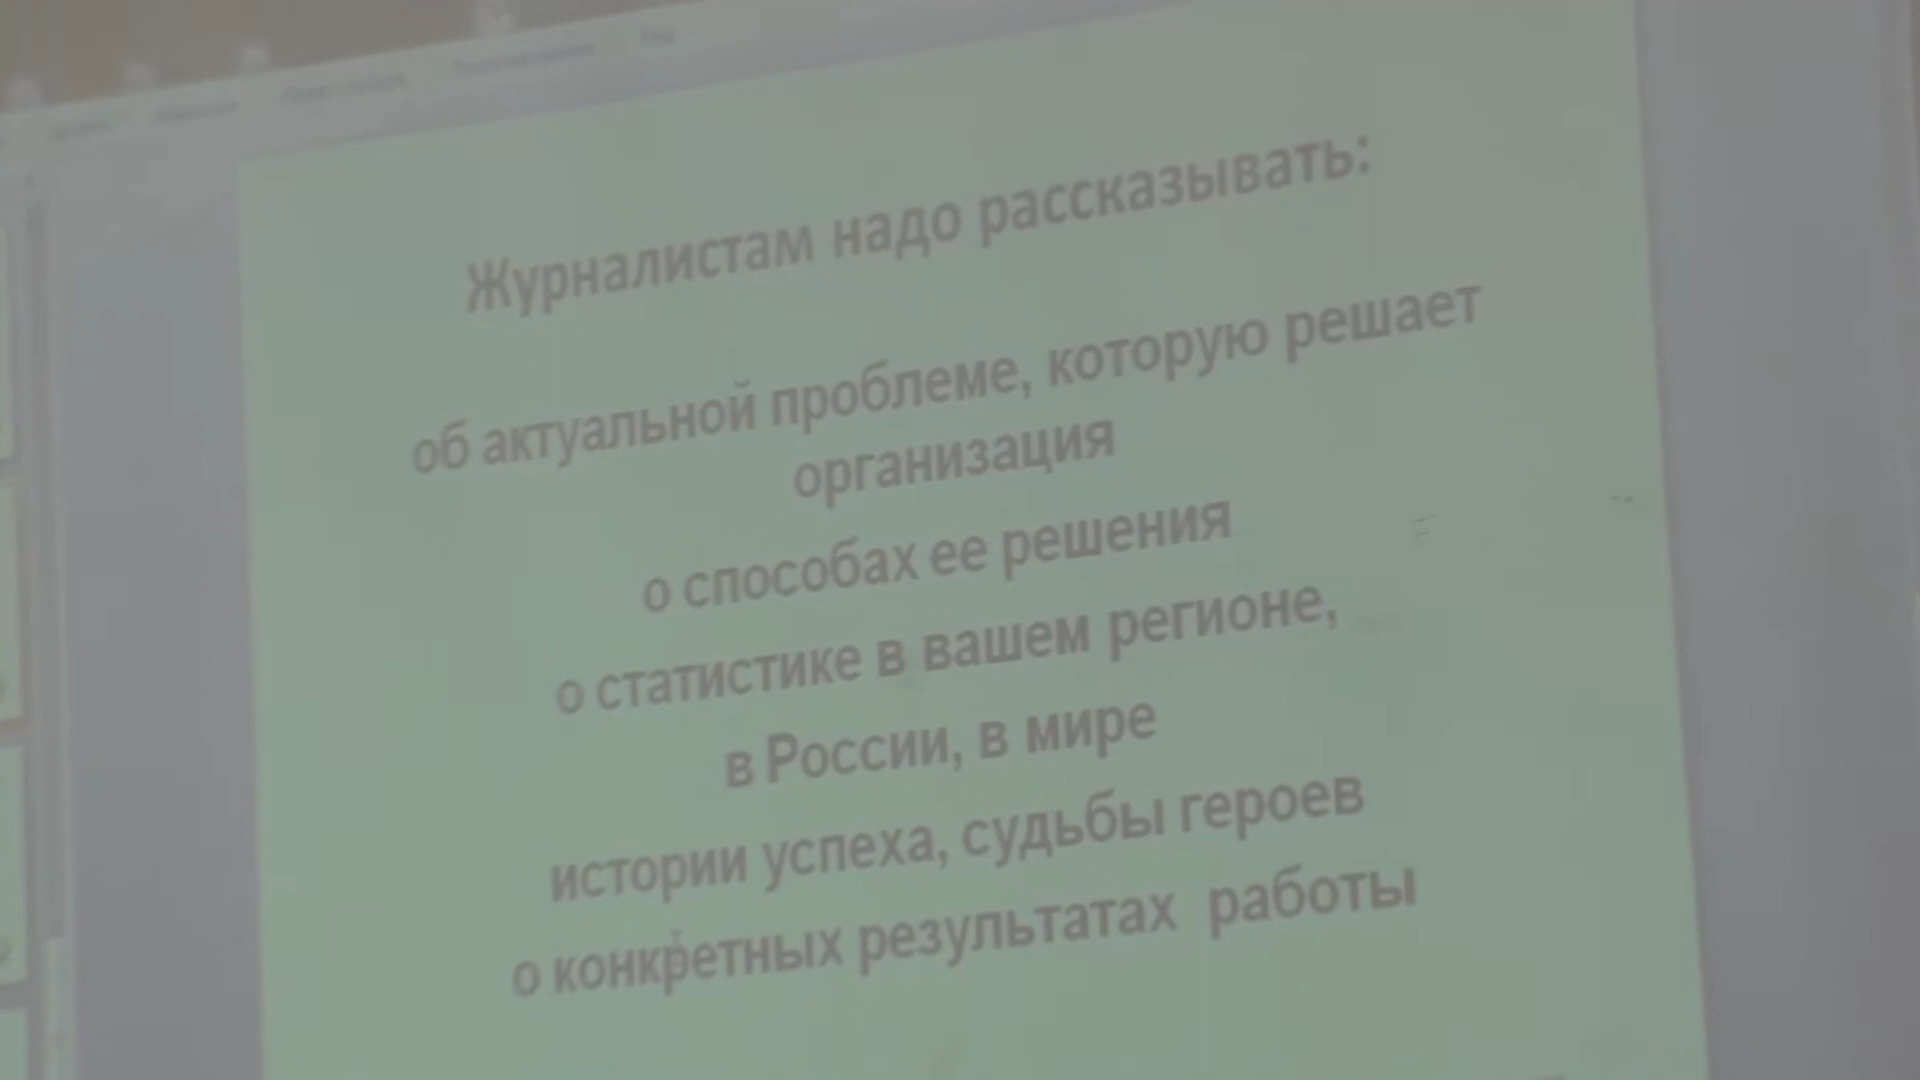 Журналистам надо рассказывать:
об актуальной проблеме, которую решает
организация
о способах ее решения
о статистике в вашем регионе,
в России, в мире
истории успеха, судьбы героев
о конкретных результатах работы